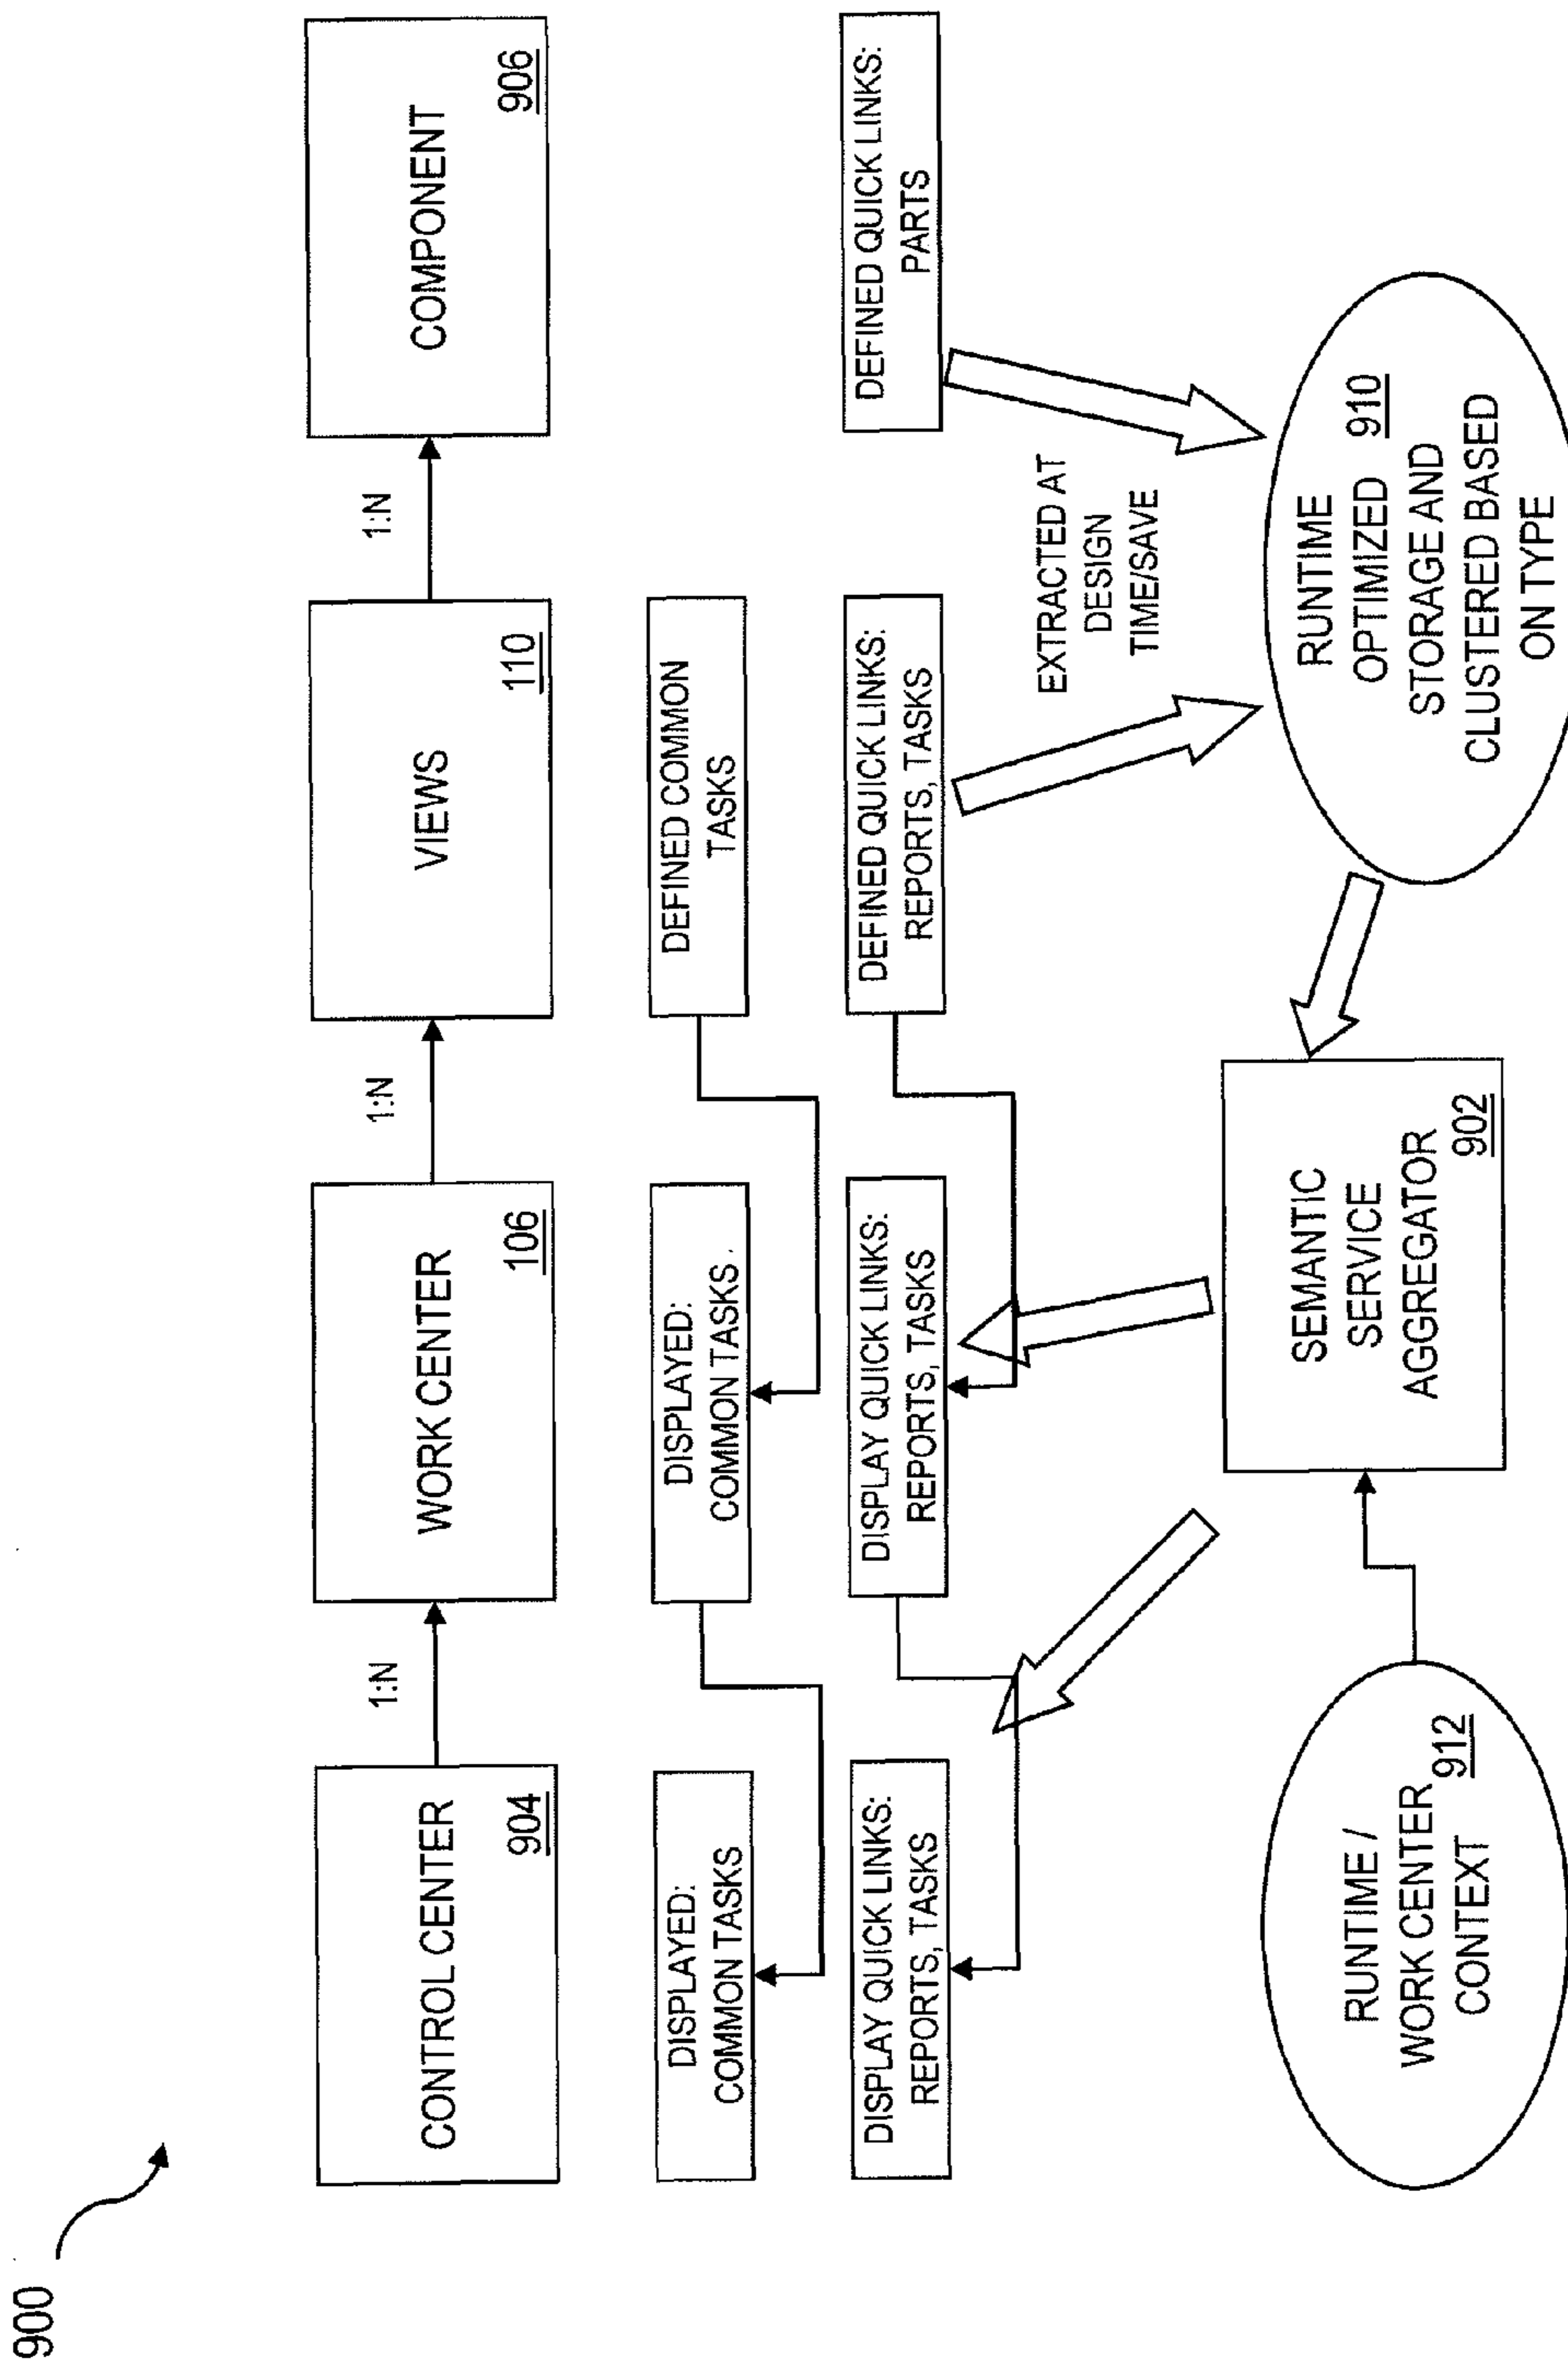 900
CONTROL CENTER
904
1:N
WORK CENTER
106
1:N
VIEWS
110
1:N
COMPONENT
906
DISPLAYED:
COMMON TASKS
DISPLAYED:
COMMON TASKS
DEFINED COMMON
TASKS
DISPLAY QUICK LINKS:
REPORTS, TASKS
DISPLAY QUICK LINKS:
REPORTS, TASKS
DEFINED QUICK LINKS:
REPORTS, TASKS
DEFINED QUICK LINKS:
PARTS
EXTRACTED AT
DESIGN
TIME/SAVE
RUNTIME /
WORK CENTER
CONTEXT
912
SEMANTIC
SERVICE
AGGREGATOR
902
RUNTIME
OPTIMIZED 910
STORAGE AND
CLUSTERED BASED
ON TYPE